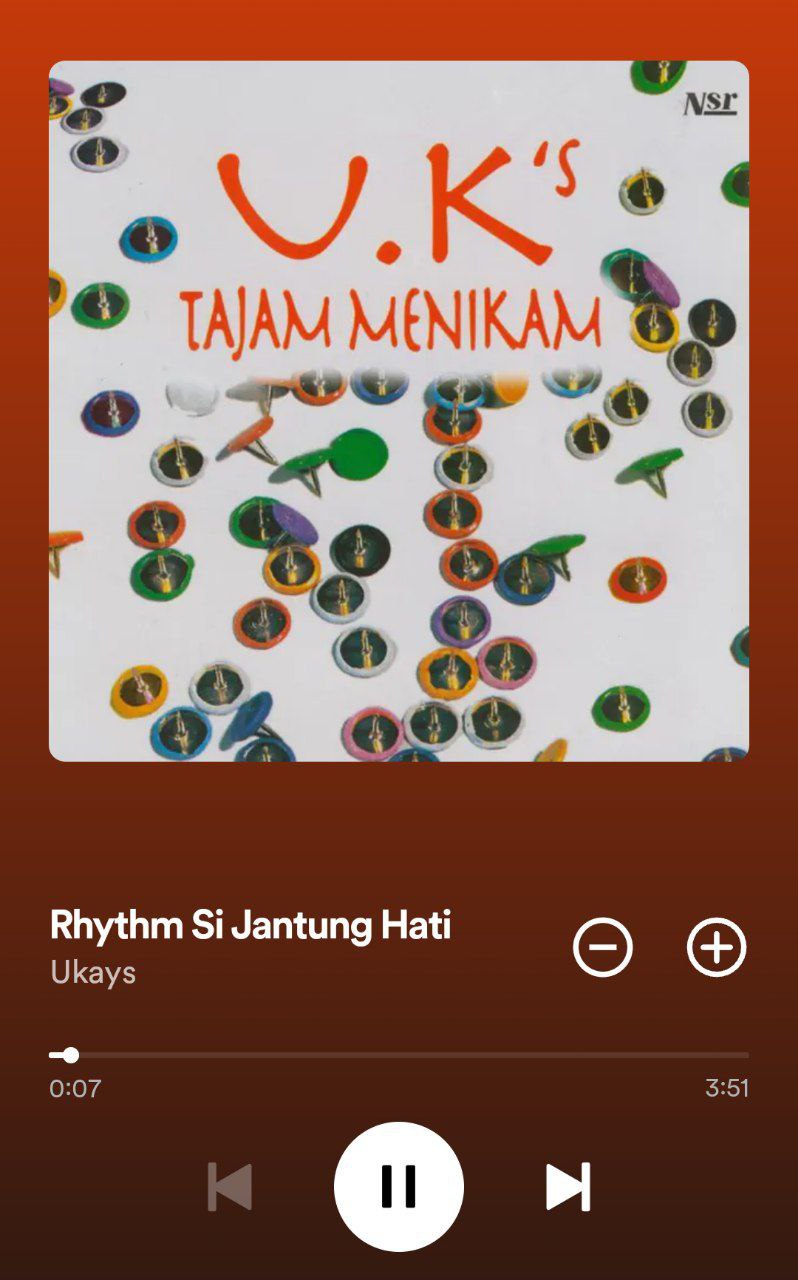 Nsr
U.K's
TAJAM MENIKAM
Rhythm Si Jantung Hati
Ukays
0:07
3:51